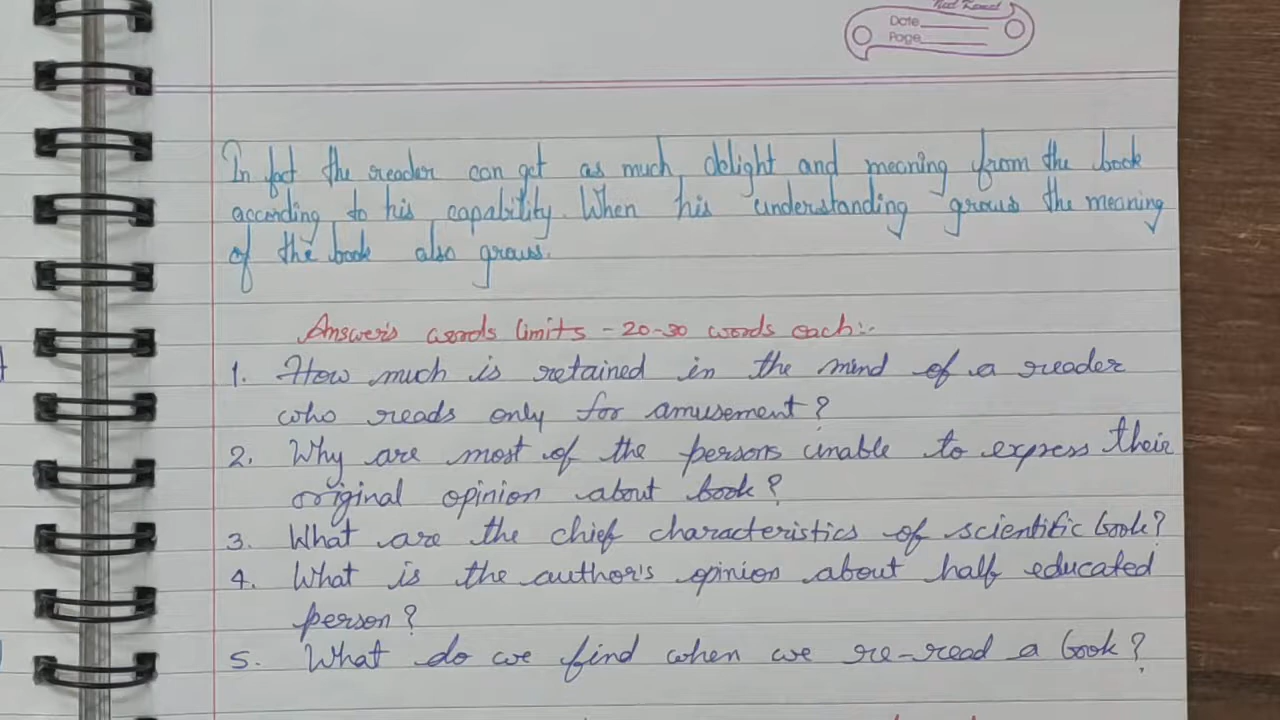 Neel Kamal
Date
Page
In fact the reader can get as much delight and meaning from the book
according to his capability. When his understanding grows the meaning
of the book also grows.
Answer's words limits - 20-30 words each:-
1. How much is retained in the mind of a reader
who reads only for amusement?
2. Why are most of the persons unable to express their
original opinion about book?
3. What are the chief characteristics of scientific book?
4. What is the author's opinion about half educated
person?
5. What do we find when we re-read a book?